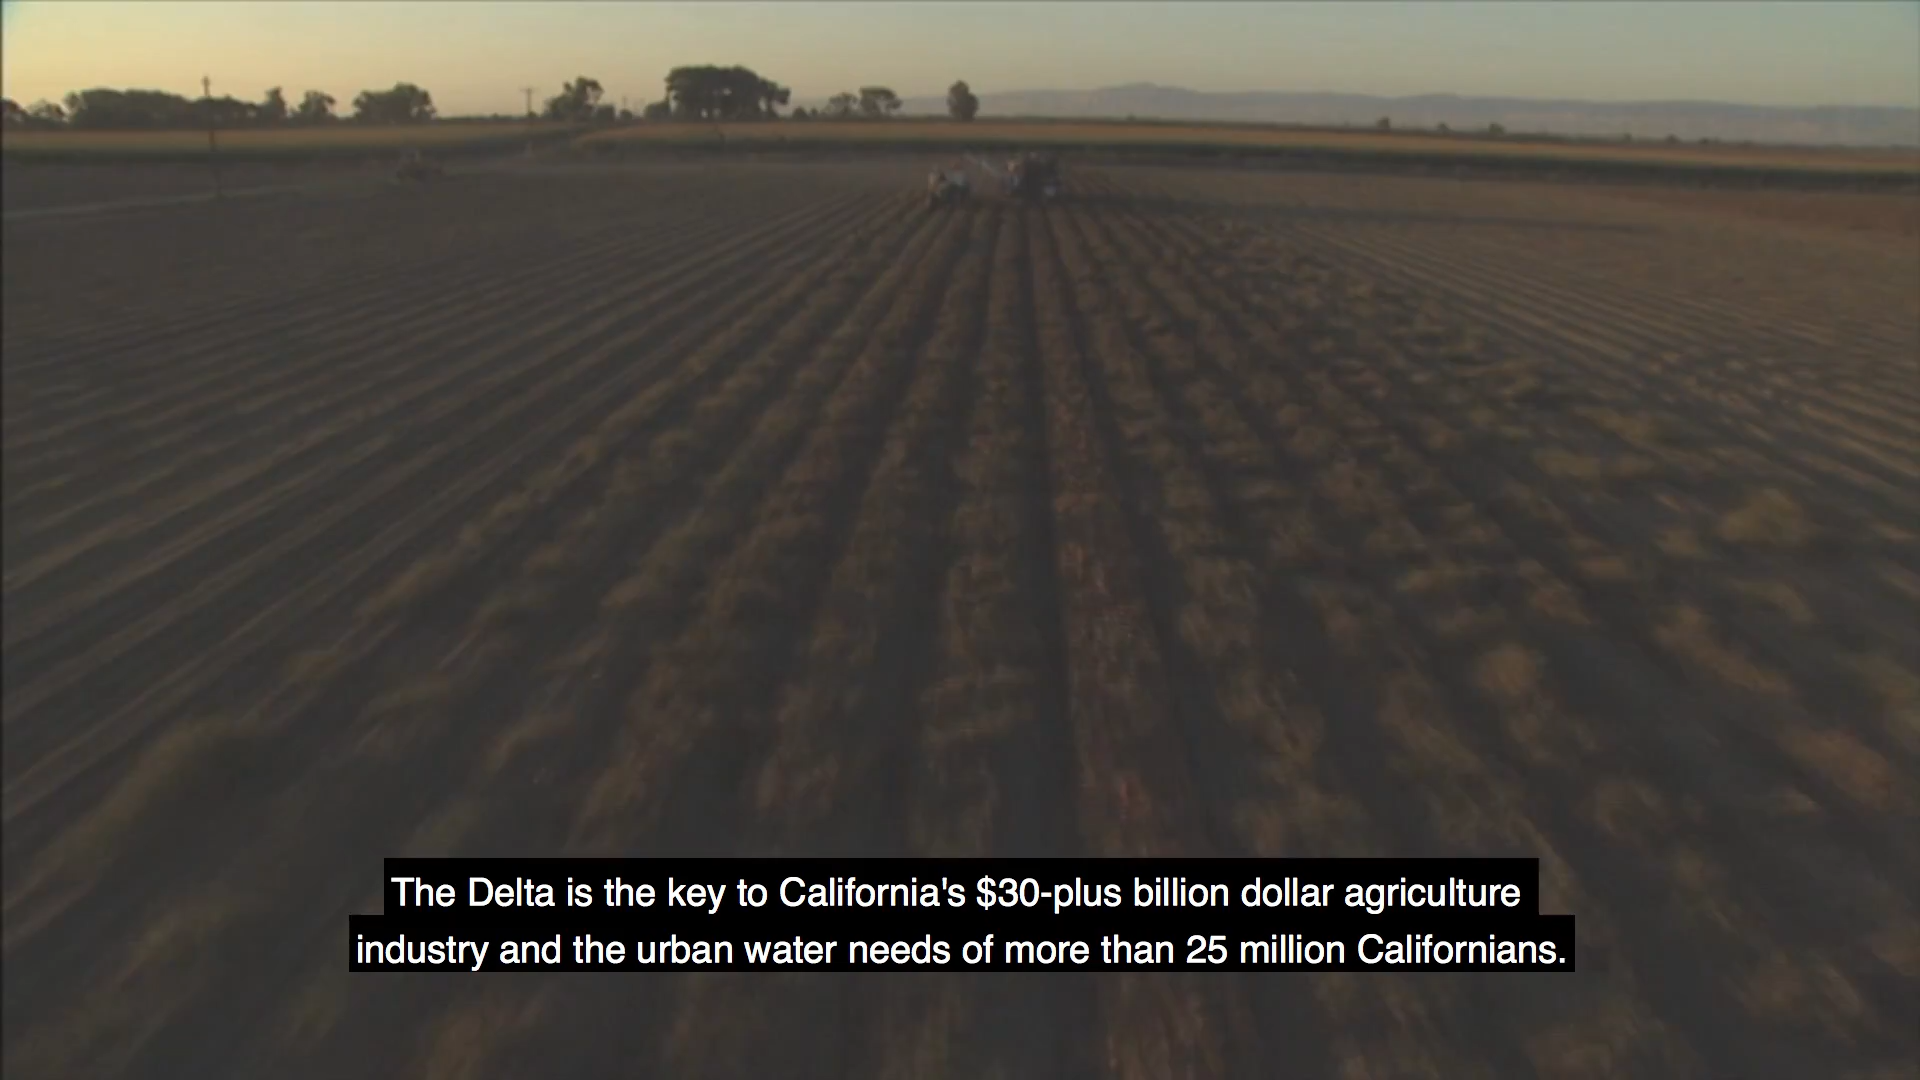 The Delta is the key to California's $30-plus billion dollar agriculture
industry and the urban water needs of more than 25 million Californians.